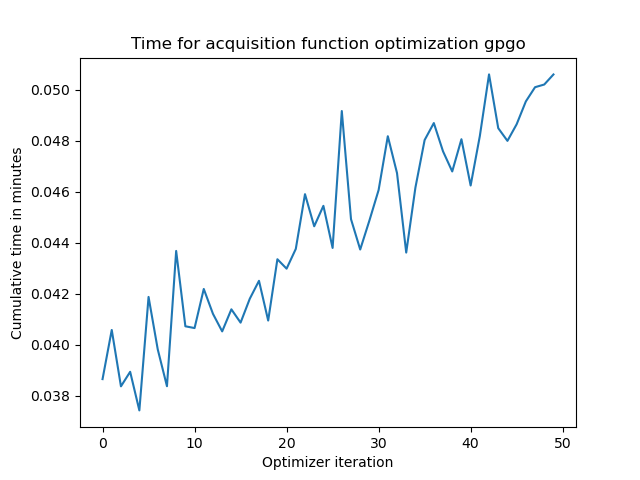 Time for acquisition function optimization gpgo
Cumulative time in minutes
0.050
0.048
0.046
0.044
0.042
0.040
0.038
0 10 20 30 40 50
Optimizer iteration